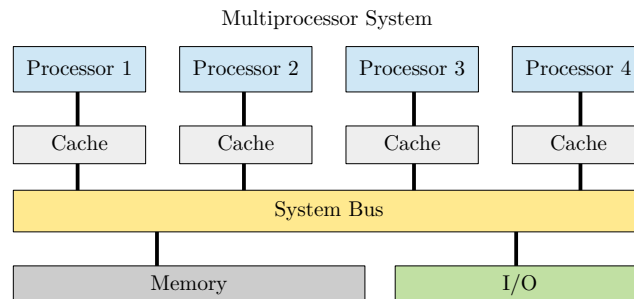 Multiprocessor System
Processor 1 Processor 2 Processor 3 Processor 4
Cache Cache Cache Cache
System Bus
Memory I/O